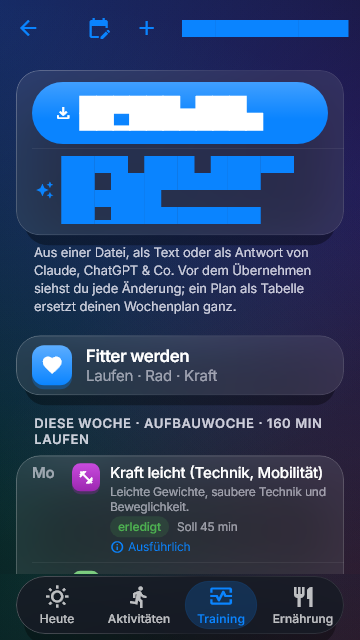 Aus einer Datei, als Text oder als Antwort von
Claude, ChatGPT & Co. Vor dem Übernehmen
siehst du jede Änderung; ein Plan als Tabelle
ersetzt deinen Wochenplan ganz.
Fitter werden
Laufen · Rad · Kraft
DIESE WOCHE · AUFBAUWOCHE · 160 MIN
LAUFEN
Mo
Kraft leicht (Technik, Mobilität)
Leichte Gewichte, saubere Technik und
Beweglichkeit.
erledigt Soll 45 min
Ausführlich
Heute Aktivitäten Training Ernährung